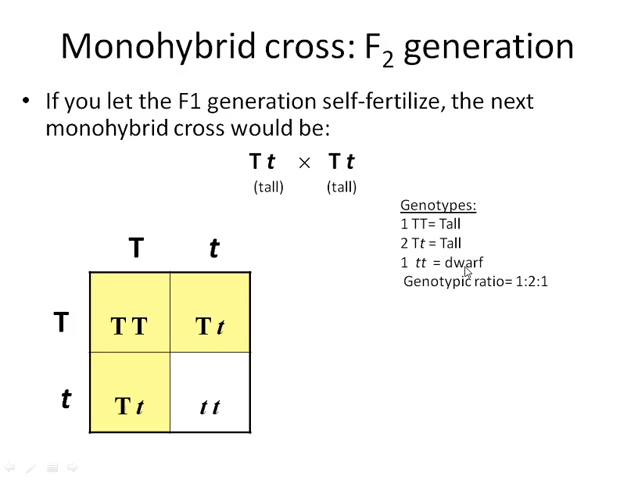 Monohybrid cross: F2 generation
• If you let the F1 generation self-fertilize, the next
monohybrid cross would be:
T t × T t
(tall) (tall)
Genotypes:
1 TT= Tall
2 Tt = Tall
1 tt = dwarf
Genotypic ratio= 1:2:1
T t
T T T T t
t T t t t